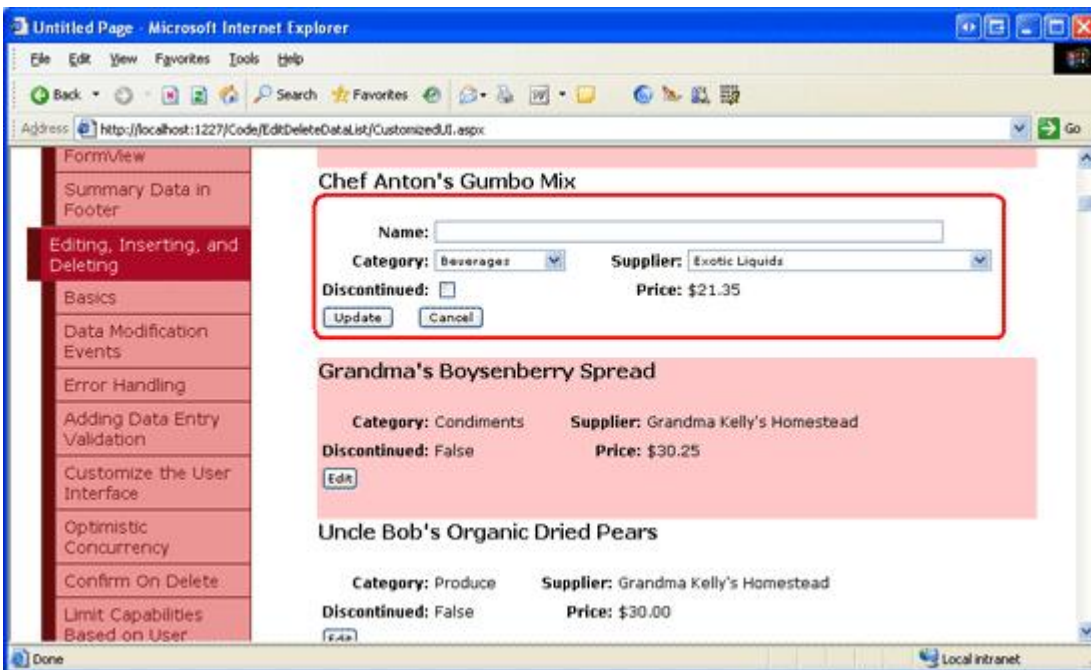 Untitled Page - Microsoft Internet Explorer
File Edit View Favorites Tools Help
Back Search Favorites
Address http://localhost:1227/Code/EditDeleteDataList/CustomizedUI.aspx Go
FormView
Summary Data in
Footer
Editing, Inserting, and
Deleting
Basics
Data Modification
Events
Error Handling
Adding Data Entry
Validation
Customize the User
Interface
Optimistic
Concurrency
Confirm On Delete
Limit Capabilities
Based on User
Chef Anton's Gumbo Mix
Name:
Category: Beverages Supplier: Exotic Liquids
Discontinued: Price: $21.35
Update Cancel
Grandma's Boysenberry Spread
Category: Condiments Supplier: Grandma Kelly's Homestead
Discontinued: False Price: $30.25
Edit
Uncle Bob's Organic Dried Pears
Category: Produce Supplier: Grandma Kelly's Homestead
Discontinued: False Price: $30.00
Edit
Done Local intranet